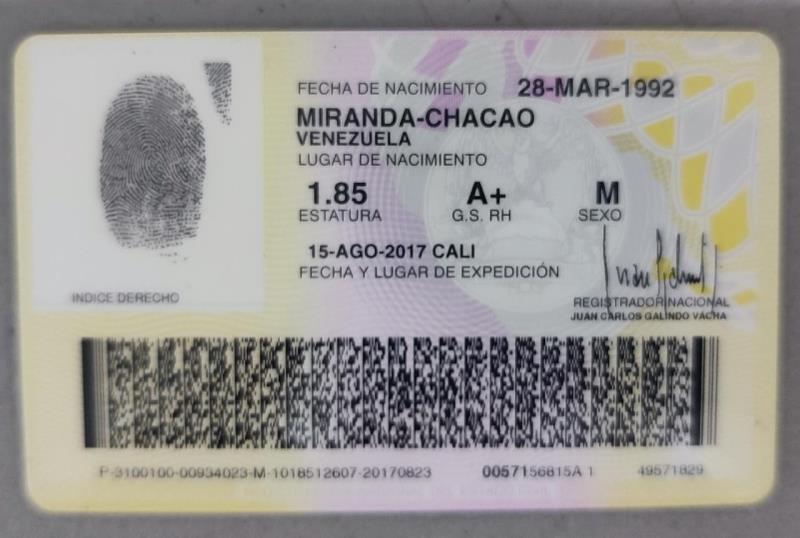 FECHA DE NACIMIENTO 28-MAR-1992
MIRANDA-CHACAO
VENEZUELA
LUGAR DE NACIMIENTO
1.85 A+ M
ESTATURA G.S. RH SEXO
15-AGO-2017 CALI
FECHA Y LUGAR DE EXPEDICIÓN
INDICE DERECHO
REGISTRADOR NACIONAL
JUAN CARLOS GALINDO VACHA
P-3100100-00934023-M-1018512607-20170823 0057156815A 1 49571829